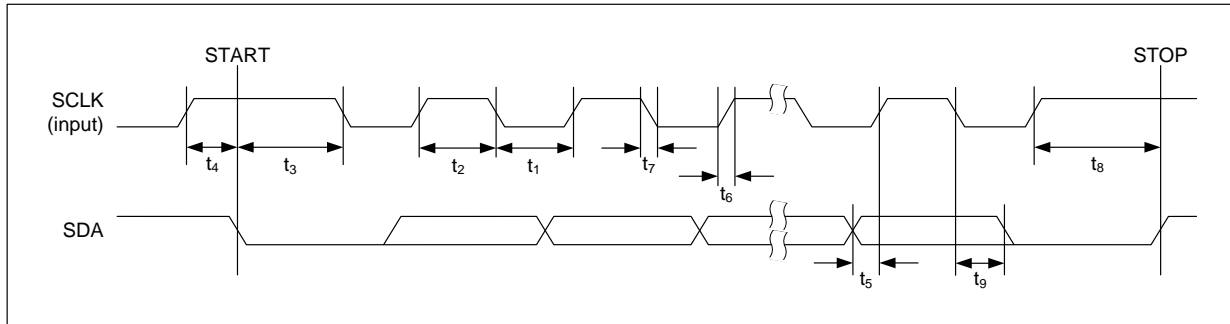 START
STOP
SCLK
(input)
t4
t3
t2
t1
t7
t6
t8
SDA
t5
t9